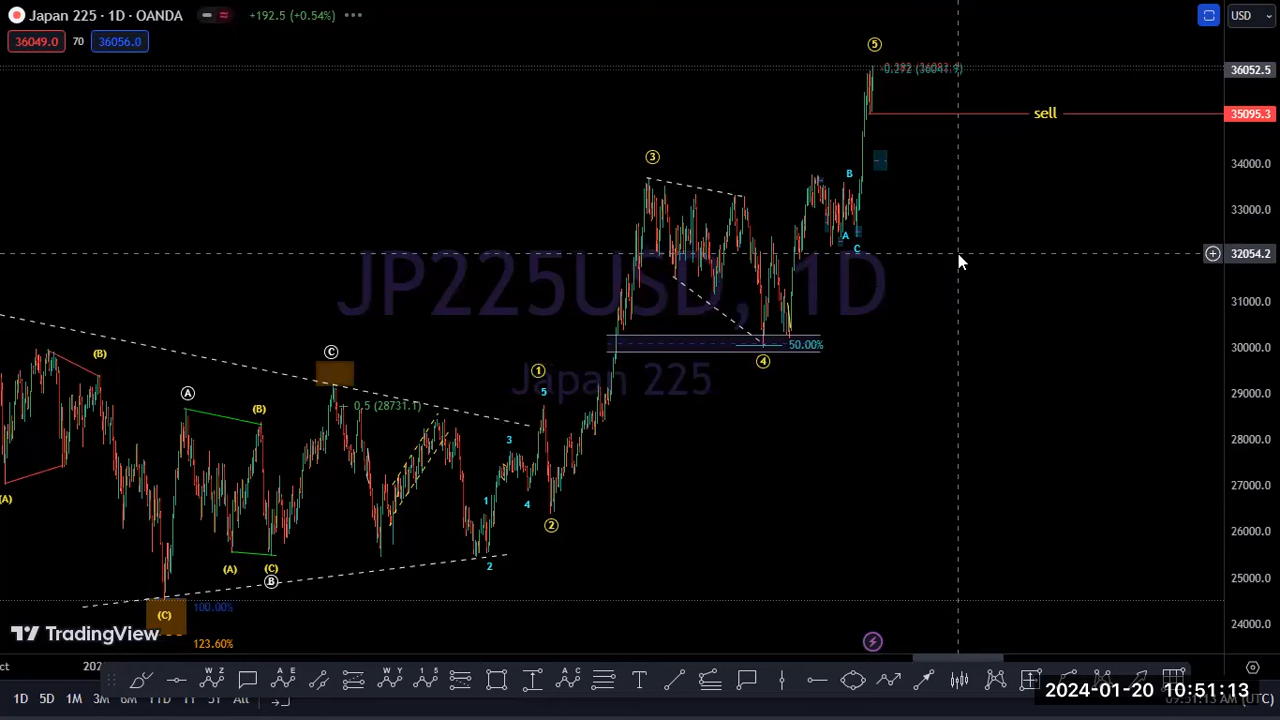 Japan 225 · 1D · OANDA
+192.5 (+0.54%)
USD
36049.0
70
36056.0
5
36052.5
sell
35095.3
34000.0
33000.0
32054.2
31000.0
30000.0
29000.0
28000.0
27000.0
26000.0
25000.0
24000.0
3
B
A
C
JP225USD, 1D
Japan 225
50.00%
4
(B)
(A)
C
A
(B)
0.5 (28731.1)
1
5
3
1
4
2
2
(A)
(C)
B
(C)
100.00%
123.60%
TradingView
W Z
A E
W Y
1 5
A C
1D
5D
1M
3M
6M
YTD
1Y
5Y
All
2024-01-20 10:51:13
(UTC)